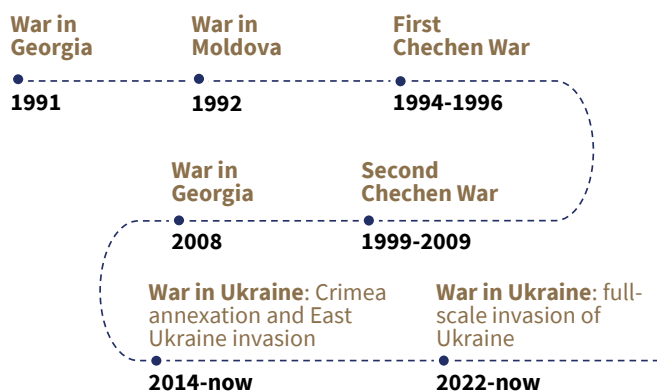 War in
Georgia
1991
War in
Moldova
1992
First
Chechen War
1994-1996
Second
Chechen War
1999-2009
War in
Georgia
2008
War in Ukraine: Crimea
annexation and East
Ukraine invasion
2014-now
War in Ukraine: full-
scale invasion of
Ukraine
2022-now